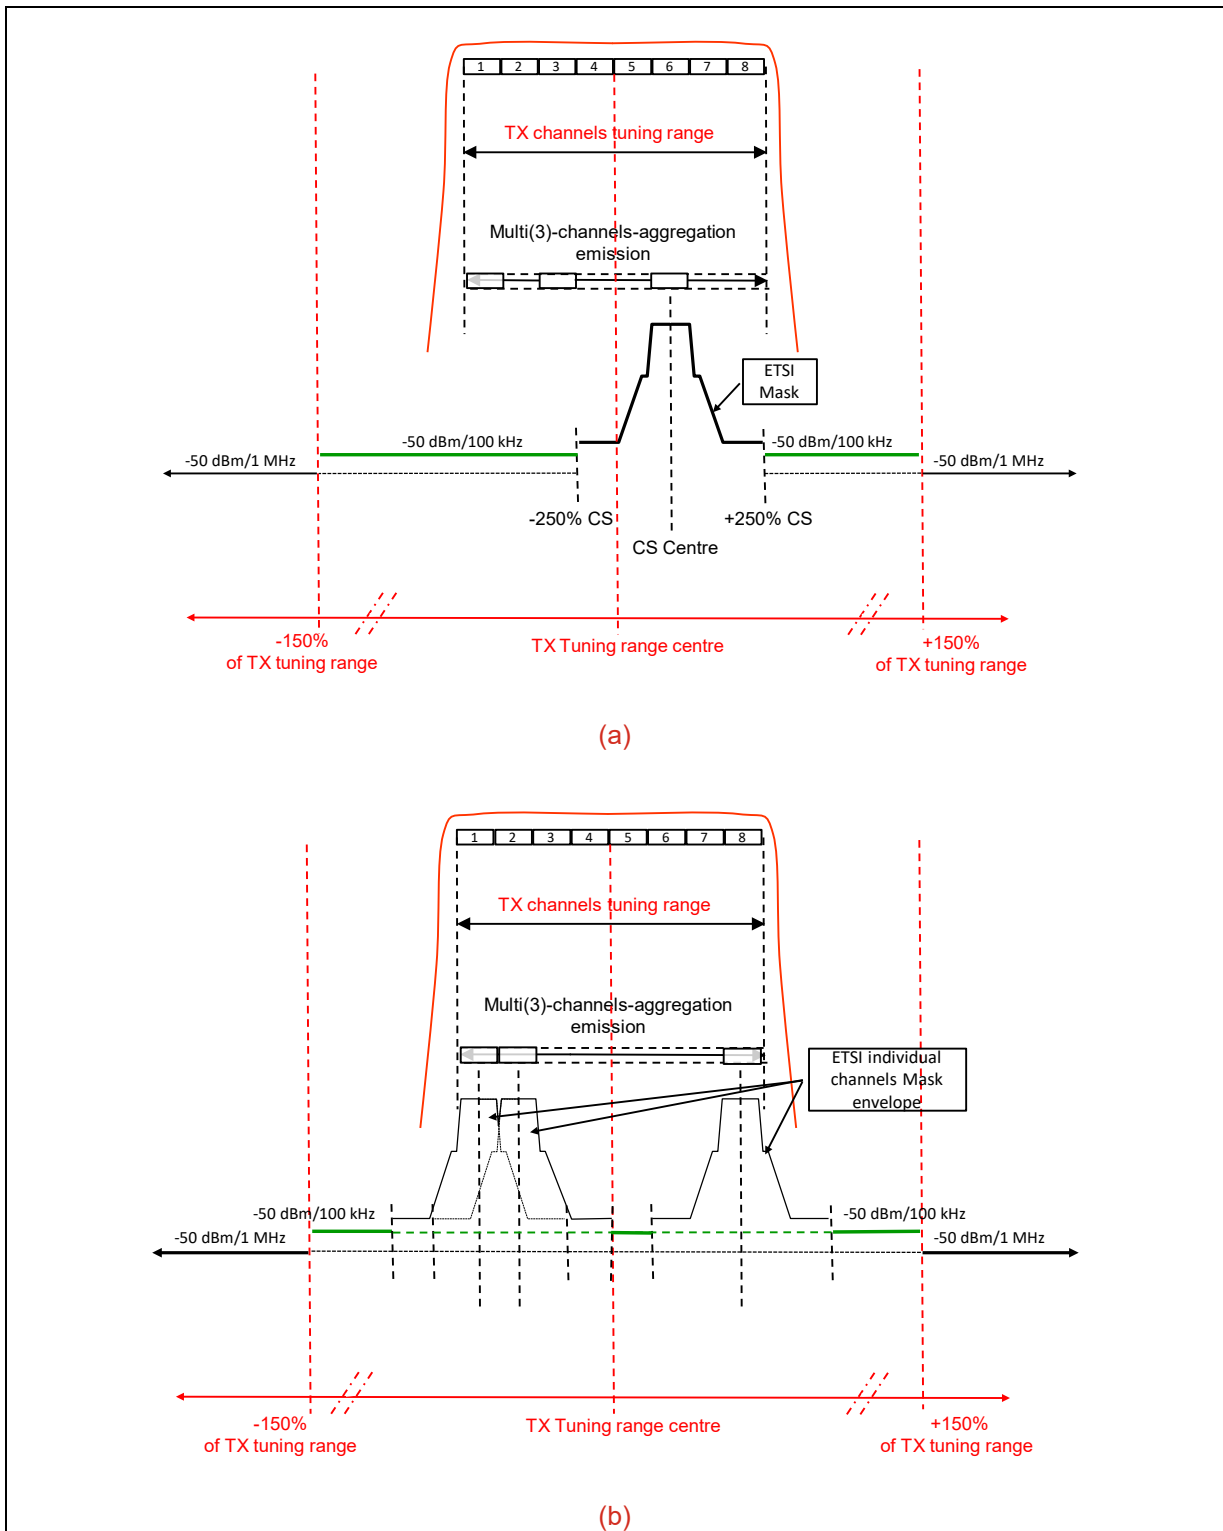 1 2 3 4 5 6 7 8
TX channels tuning range
Multi(3)-channels-aggregation
emission
ETSI
Mask
-50 dBm/100 kHz
-50 dBm/100 kHz
-50 dBm/1 MHz
-50 dBm/1 MHz
-250% CS
+250% CS
CS Centre
-150%
of TX tuning range
TX Tuning range centre
+150%
of TX tuning range
(a)
1 2 3 4 5 6 7 8
TX channels tuning range
Multi(3)-channels-aggregation
emission
ETSI individual
channels Mask
envelope
-50 dBm/100 kHz
-50 dBm/100 kHz
-50 dBm/1 MHz
-50 dBm/1 MHz
-150%
of TX tuning range
TX Tuning range centre
+150%
of TX tuning range
(b)